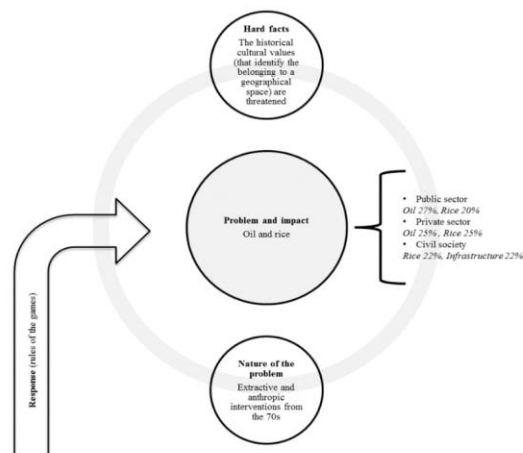 Hard facts
The historical
cultural values
(that identify the
belonging to a
geographical
space) are
threatened
Problem and impact
Oil and rice
• Public sector
Oil 27%, Rice 20%
• Private sector
Oil 25% , Rice 25%
• Civil society
Rice 22%, Infrastructure 22%
Response (rules of the games)
Nature of the
problem
Extractive and
anthropic
interventions from
the 70s